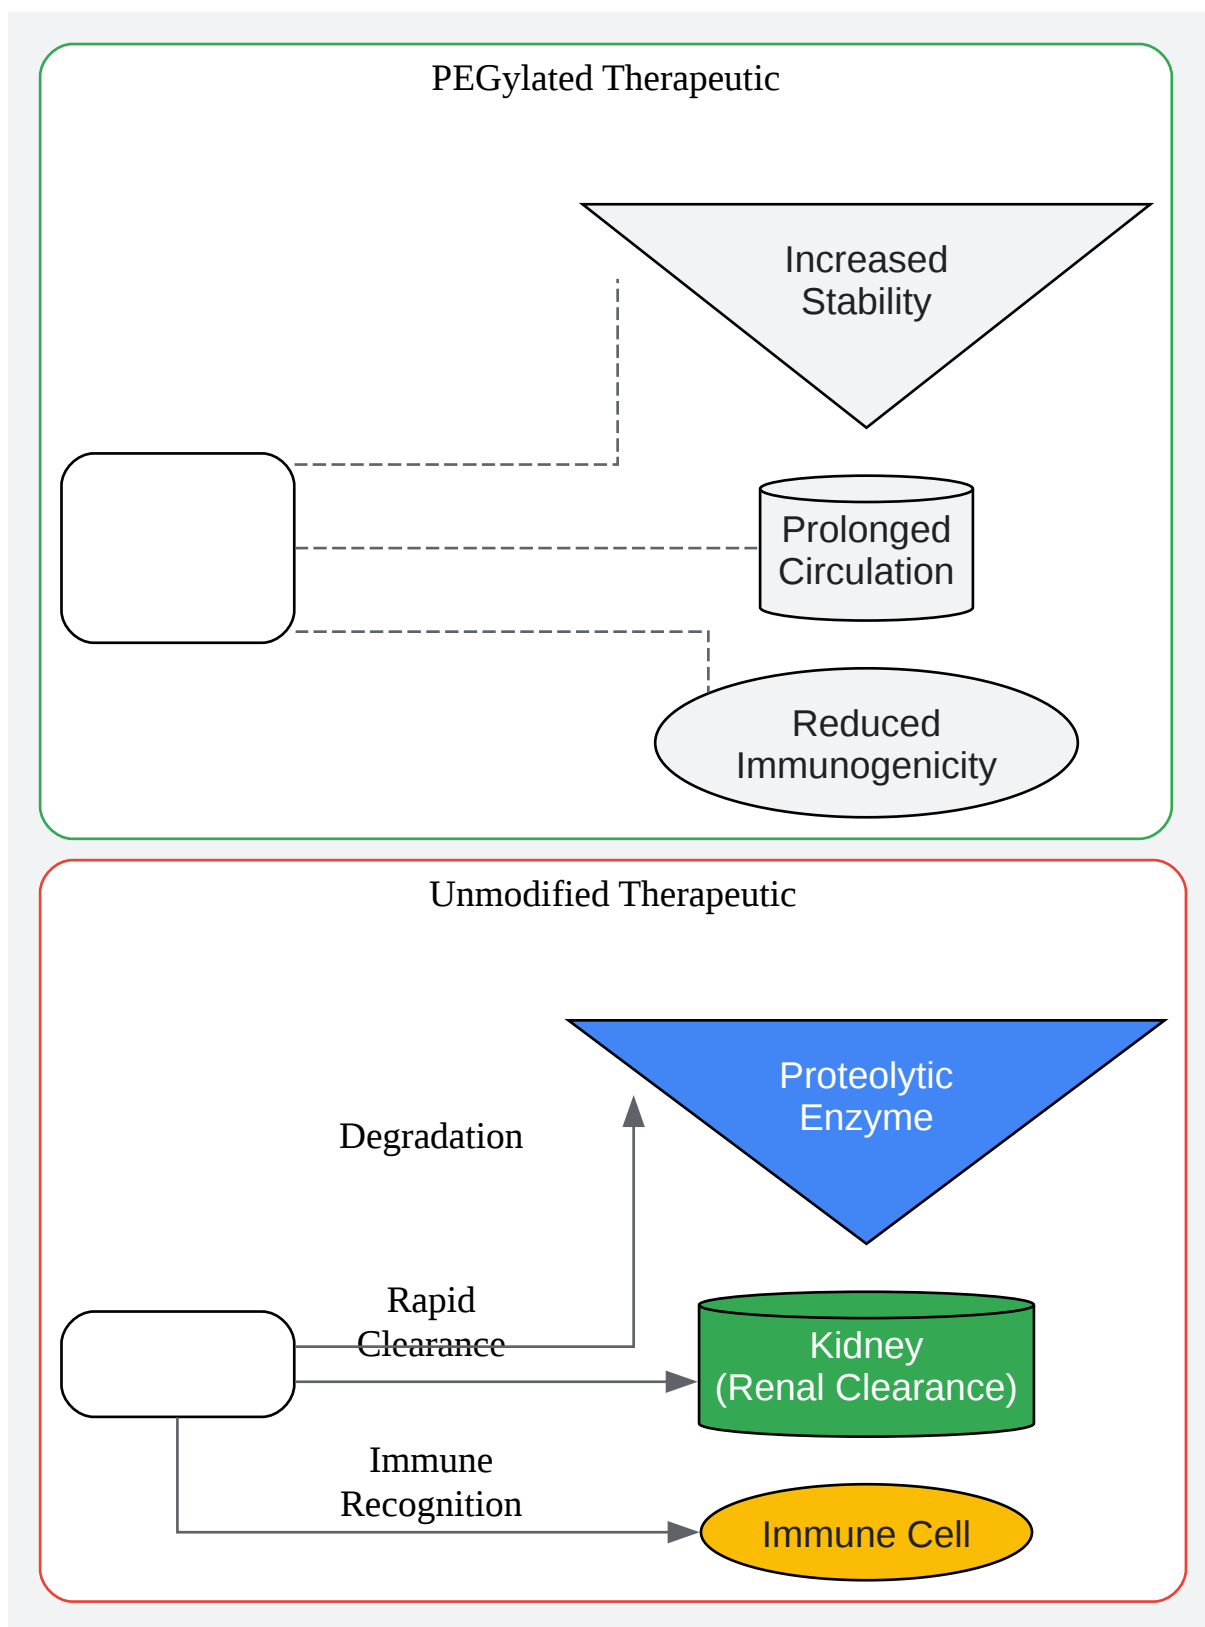 PEGylated Therapeutic
Increased
Stability
Prolonged
Circulation
Reduced
Immunogenicity
Unmodified Therapeutic
Proteolytic
Enzyme
Degradation
Rapid
Clearance
Kidney
(Renal Clearance)
Immune
Recognition
Immune Cell